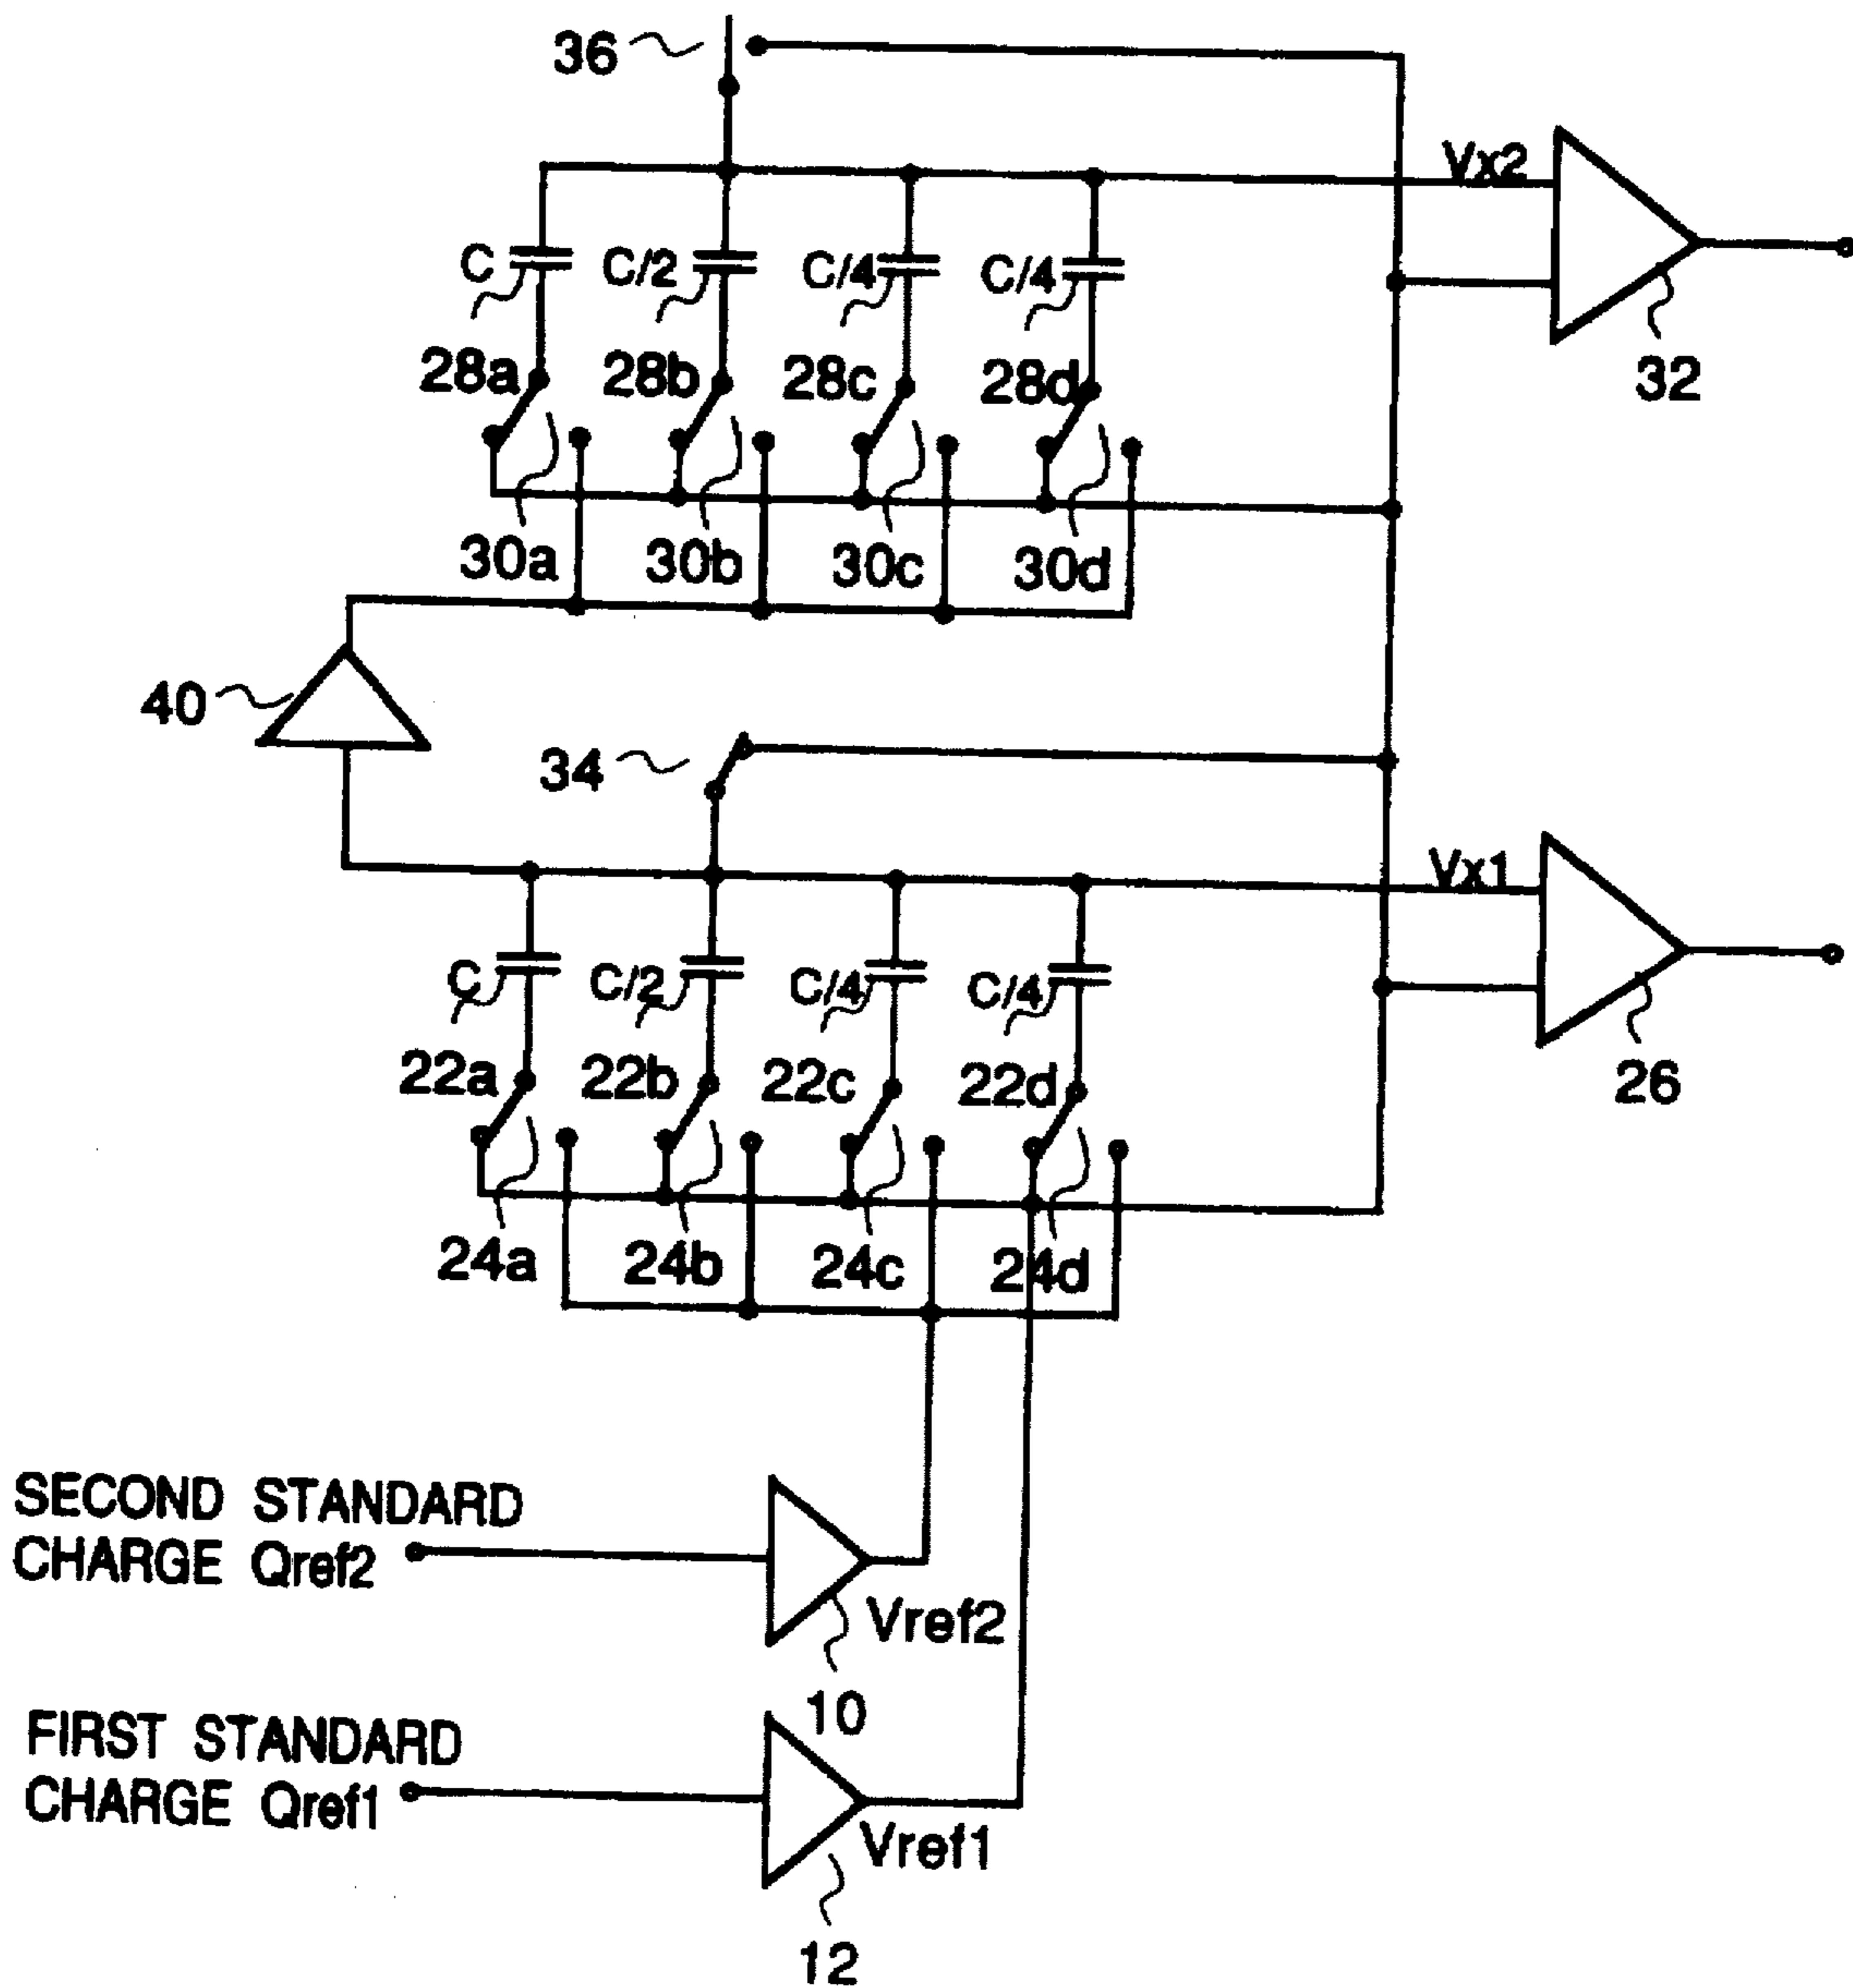 36
Vx2
C C/2 C/4 C/4
28a 28b 28c 28d
32
30a 30b 30c 30d
40
34
Vx1
C C/2 C/4 C/4
22a 22b 22c 22d
26
24a 24b 24c 24d
SECOND STANDARD
CHARGE Qref2
Vref2
10
FIRST STANDARD
CHARGE Qref1
Vref1
12